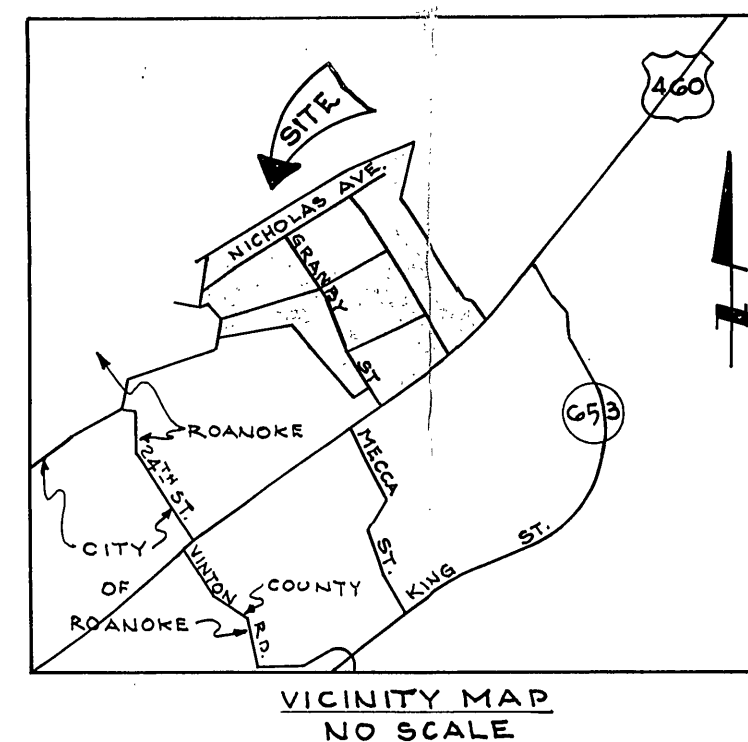 460
SITE
NICHOLAS AVE.
GRANBY
ST
653
ROANOKE
MECCA
ST.
24TH ST.
CITY
OF
ROANOKE
VINTON
RD.
COUNTY
KING
ST.
VICINITY MAP
NO SCALE